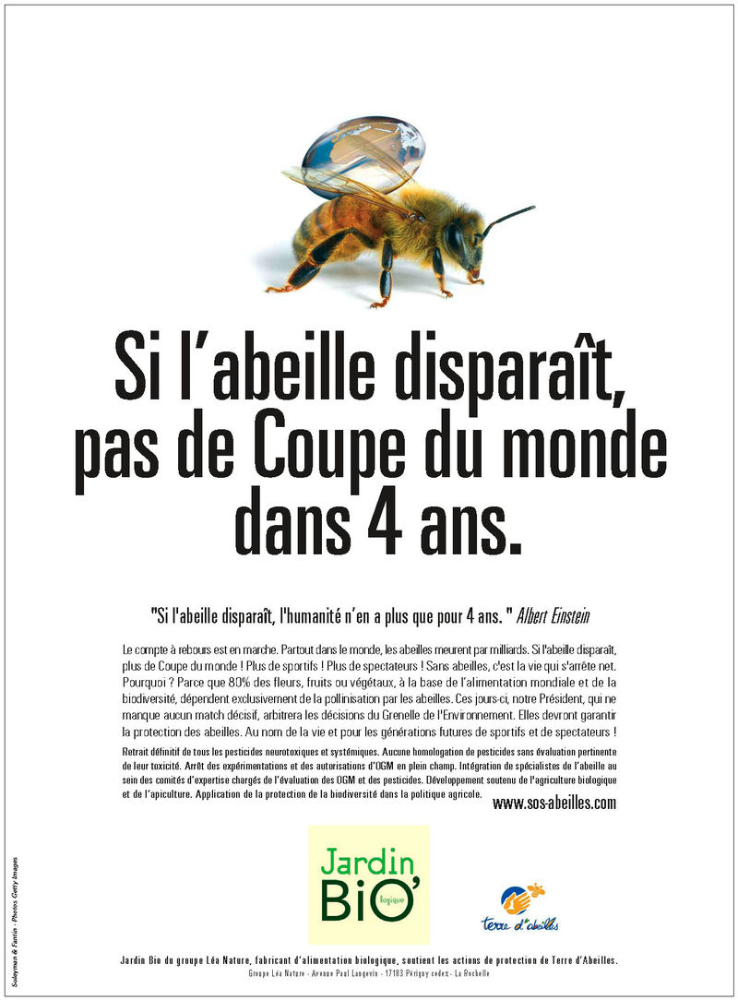 Si l'abeille disparaît,
pas de Coupe du monde
dans 4 ans.
"Si l'abeille disparaît, l'humanité n'en a plus que pour 4 ans. " Albert Einstein
Le compte à rebours est en marche. Partout dans le monde, les abeilles meurent par milliards. Si l'abeille disparaît,
plus de Coupe du monde ! Plus de sportifs ! Plus de spectateurs ! Sans abeilles, c'est la vie qui s'arrête net.
Pourquoi ? Parce que 80% des fleurs, fruits ou végétaux, à la base de l'alimentation mondiale et de la
biodiversité, dépendent exclusivement de la pollinisation par les abeilles. Ces jours-ci, notre Président, qui ne
manque aucun match décisif, arbitrera les décisions du Grenelle de l'Environnement. Elles devront garantir
la protection des abeilles. Au nom de la vie et pour les générations futures de sportifs et de spectateurs !
Retrait définitif de tous les pesticides neurotoxiques et systémiques. Aucune homologation de pesticides sans évaluation pertinente
de leur toxicité. Arrêt des expérimentations et des autorisations d'OGM en plein champ. Intégration de spécialistes de l'abeille au
sein des comités d'expertise chargés de l'évaluation des OGM et des pesticides. Développement soutenu de l'agriculture biologique
et de l'apiculture. Application de la protection de la biodiversité dans la politique agricole.
www.sos-abeilles.com
Jardin
BiO'
logique
terre d'abeilles
Suleyman & Fantin - Photos Getty Images
Jardin Bio du groupe Léa Nature, fabricant d'alimentation biologique, soutient les actions de protection de Terre d'Abeilles.
Groupe Léa Nature - Avenue Paul Langevin - 17183 Périgny cedex - La Rochelle